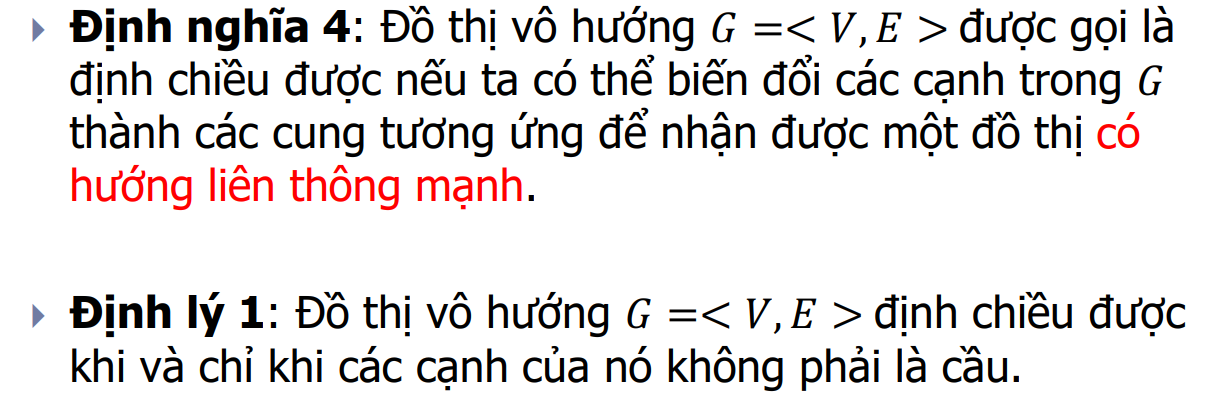 Định nghĩa 4: Đồ thị vô hướng G =< V, E > được gọi là
định chiều được nếu ta có thể biến đổi các cạnh trong G
thành các cung tương ứng để nhận được một đồ thị có
hướng liên thông mạnh.
Định lý 1: Đồ thị vô hướng G =< V, E > định chiều được
khi và chỉ khi các cạnh của nó không phải là cầu.